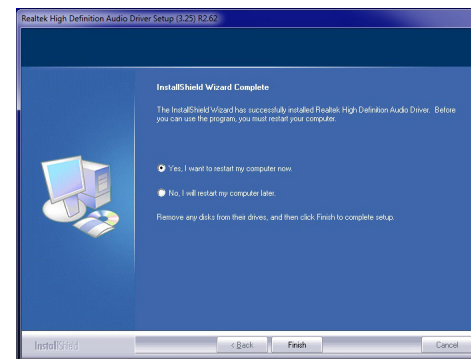 Realtek High Definition Audio Driver Setup (3.25) R2.62
InstallShield Wizard Complete
The InstallShield Wizard has successfully installed Realtek High Definition Audio Driver. Before
you can use the program, you must restart your computer.
Yes, I want to restart my computer now.
No, I will restart my computer later.
Remove any disks from their drives, and then click Finish to complete setup.
InstallShield
< Back
Finish
Cancel